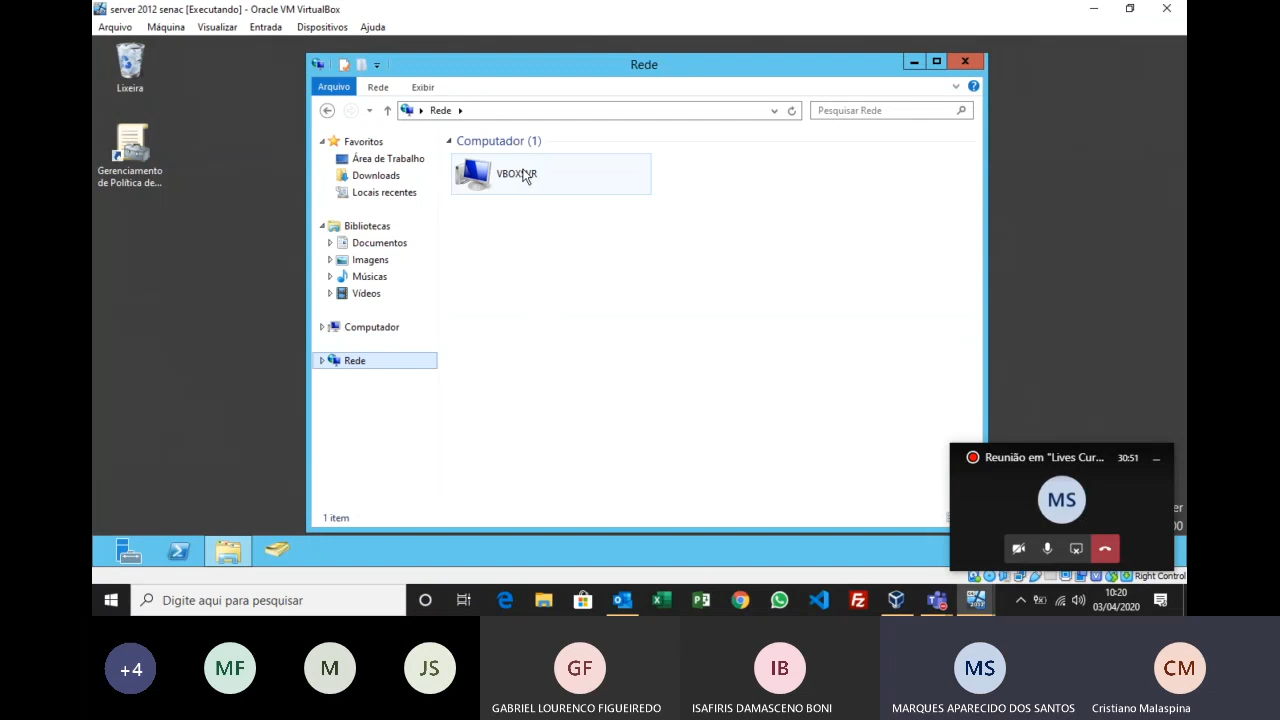 server 2012 senac [Executando] - Oracle VM VirtualBox
Arquivo Máquina Visualizar Entrada Dispositivos Ajuda
Lixeira
Gerenciamento
de Política de...
Rede
Arquivo Rede Exibir
Rede
Pesquisar Rede
Favoritos
Área de Trabalho
Downloads
Locais recentes
Bibliotecas
Documentos
Imagens
Músicas
Vídeos
Computador
Rede
Computador (1)
1 item
Reunião em "Lives Cur... 30:51
MS
Right Control
Digite aqui para pesquisar
10:20
03/04/2020
+4 MF M JS GF IB MS CM
GABRIEL LOURENCO FIGUEIREDO ISAFIRIS DAMASCENO BONI MARQUES APARECIDO DOS SANTOS Cristiano Malaspina